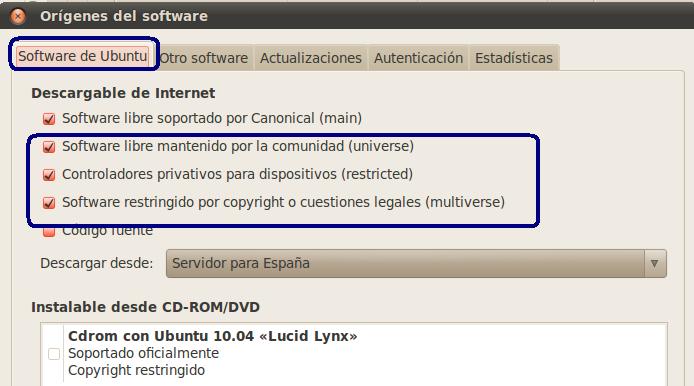 Orígenes del software
Software de Ubuntu Otro software Actualizaciones Autenticación Estadísticas
Descargable de Internet
Software libre soportado por Canonical (main)
Software libre mantenido por la comunidad (universe)
Controladores privativos para dispositivos (restricted)
Software restringido por copyright o cuestiones legales (multiverse)
Código fuente
Descargar desde: Servidor para España
Instalable desde CD-ROM/DVD
Cdrom con Ubuntu 10.04 «Lucid Lynx»
Soportado oficialmente
Copyright restringido